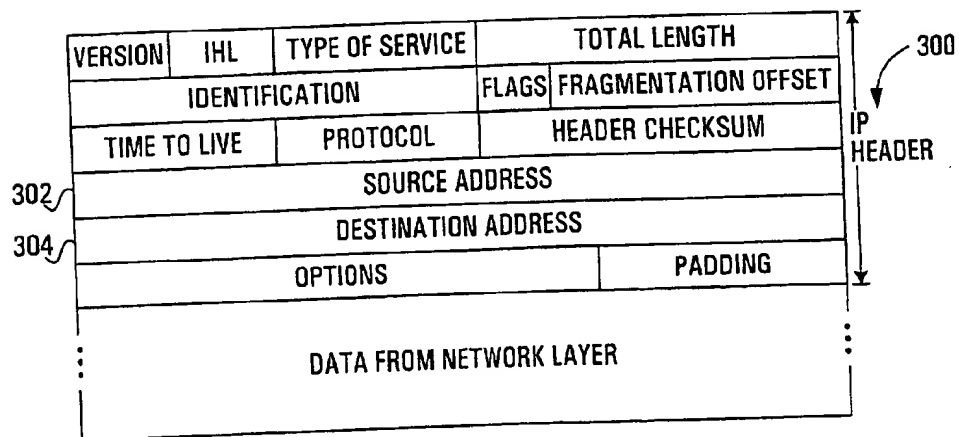 VERSION IHL TYPE OF SERVICE TOTAL LENGTH
300
IDENTIFICATION FLAGS FRAGMENTATION OFFSET
TIME TO LIVE PROTOCOL HEADER CHECKSUM
IP
HEADER
302
SOURCE ADDRESS
304
DESTINATION ADDRESS
OPTIONS PADDING
DATA FROM NETWORK LAYER